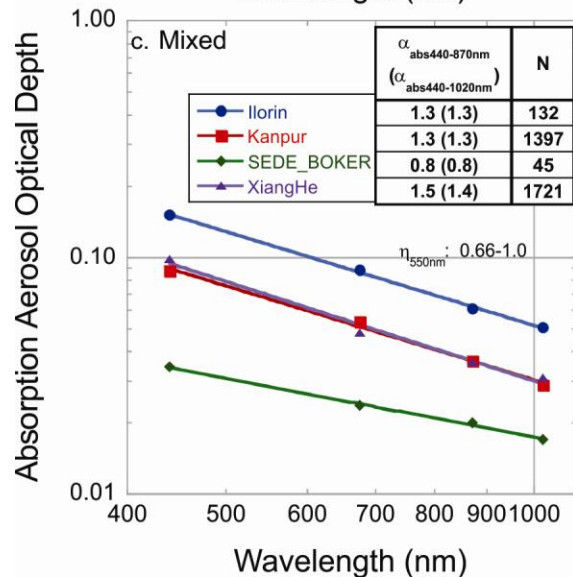 1.00
c. Mixed
α abs440-870nm
(α abs440-1020nm)
N
Ilorin
1.3 (1.3)
132
Kanpur
1.3 (1.3)
1397
SEDE_BOKER
0.8 (0.8)
45
XiangHe
1.5 (1.4)
1721
0.10
η550nm: 0.66-1.0
0.01
400
500
600
700
800
900
1000
Wavelength (nm)
Absorption Aerosol Optical Depth